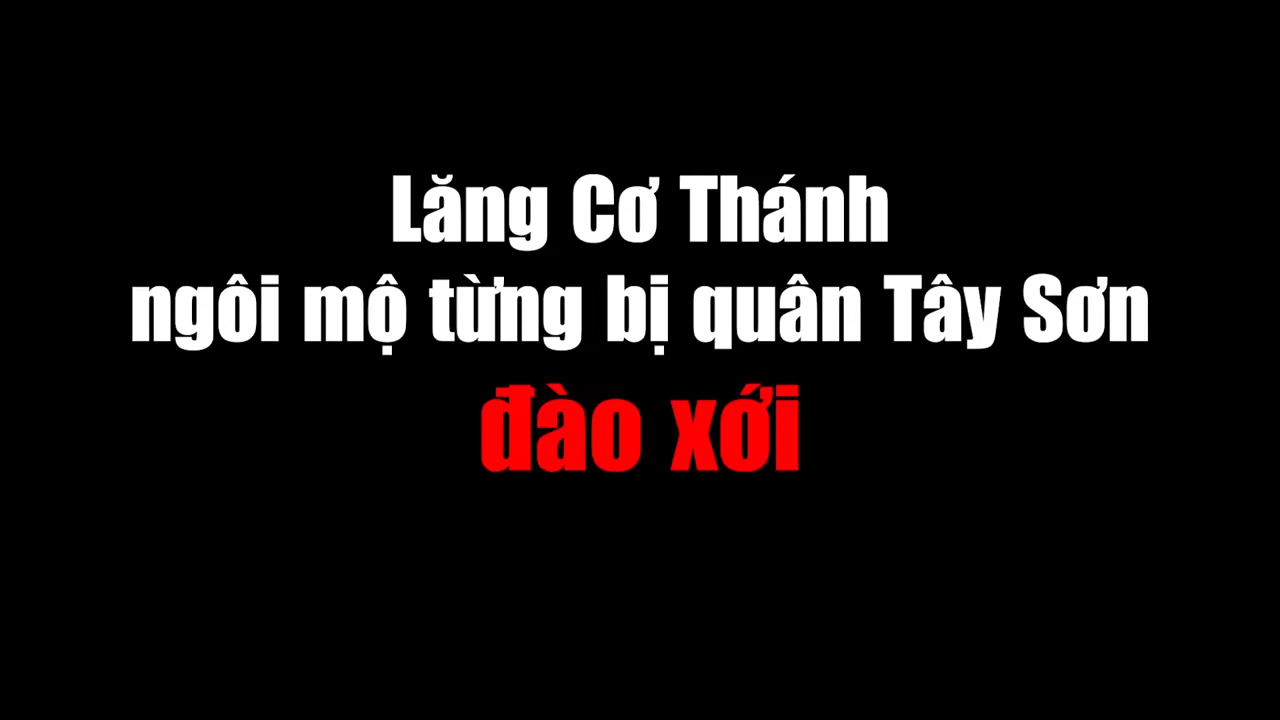 Lăng Cơ Thánh
ngôi mộ từng bị quân Tây Sơn
đào xới